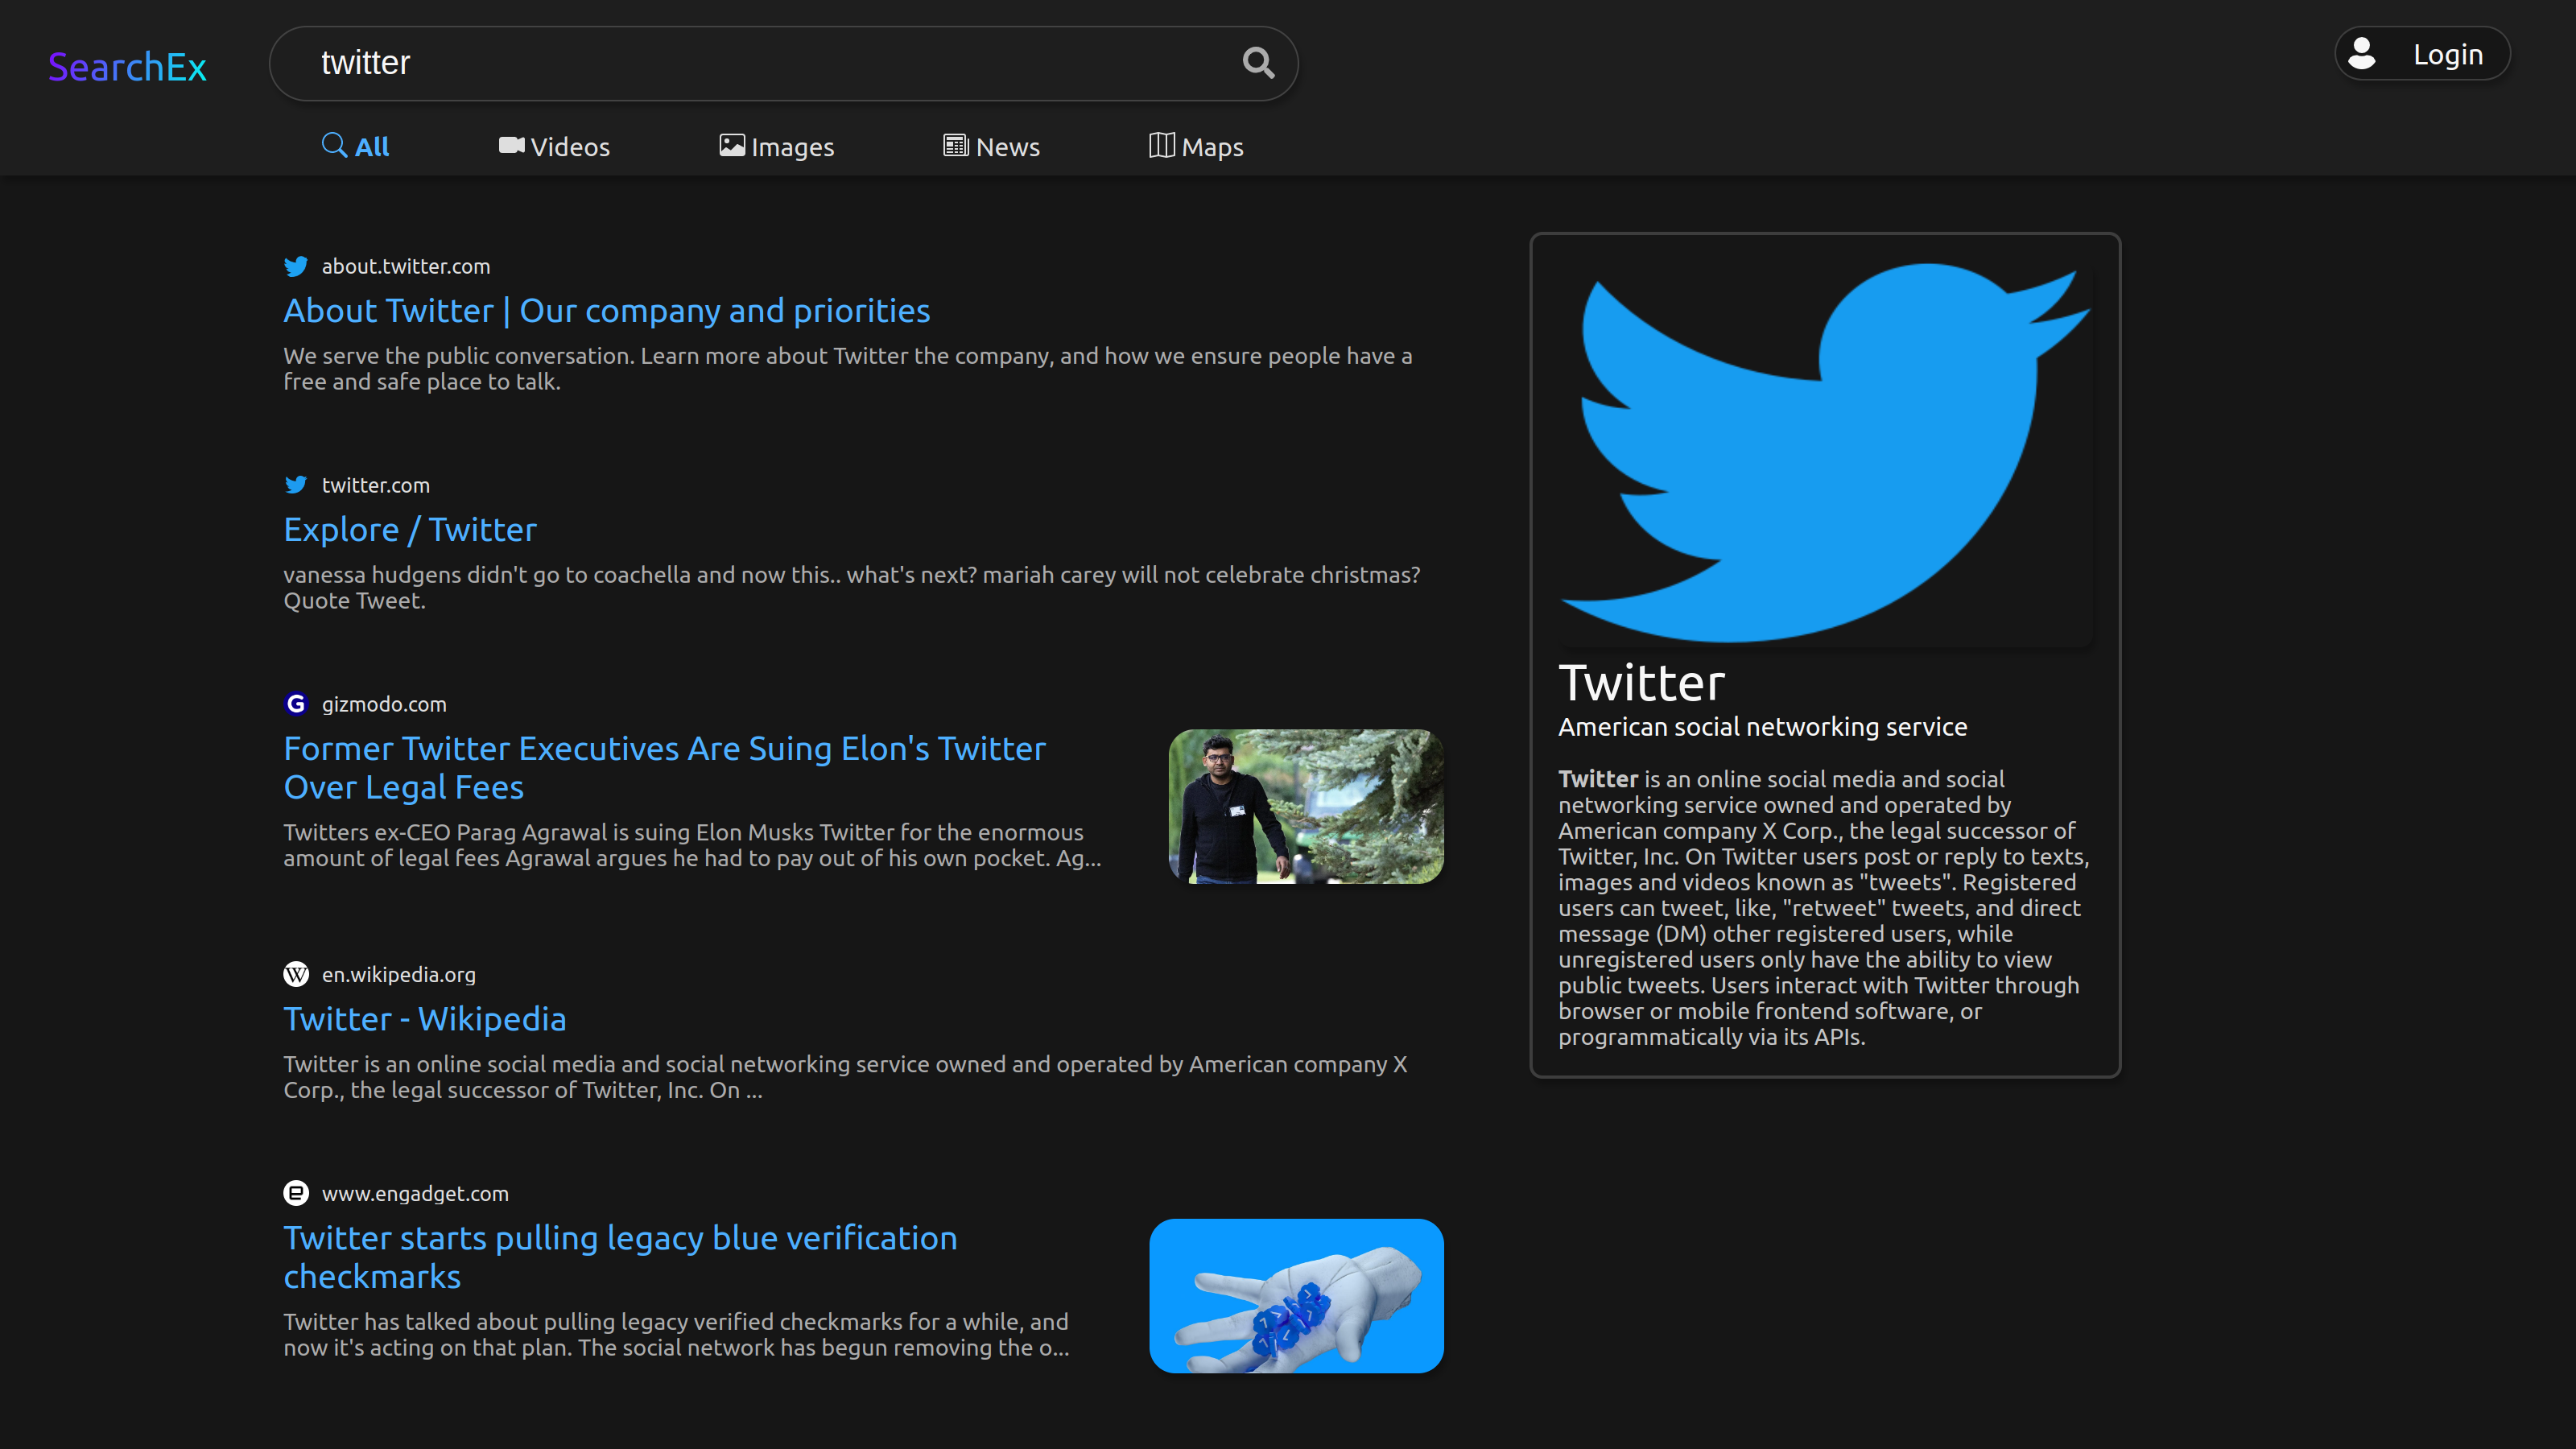 SearchEx
twitter
Login
All
Videos
Images
News
Maps
about.twitter.com
About Twitter | Our company and priorities
We serve the public conversation. Learn more about Twitter the company, and how we ensure people have a
free and safe place to talk.
twitter.com
Explore / Twitter
vanessa hudgens didn't go to coachella and now this.. what's next? mariah carey will not celebrate christmas?
Quote Tweet.
G gizmodo.com
Former Twitter Executives Are Suing Elon's Twitter
Over Legal Fees
Twitters ex-CEO Parag Agrawal is suing Elon Musks Twitter for the enormous
amount of legal fees Agrawal argues he had to pay out of his own pocket. Ag...
W en.wikipedia.org
Twitter - Wikipedia
Twitter is an online social media and social networking service owned and operated by American company X
Corp., the legal successor of Twitter, Inc. On ...
e www.engadget.com
Twitter starts pulling legacy blue verification
checkmarks
Twitter has talked about pulling legacy verified checkmarks for a while, and
now it's acting on that plan. The social network has begun removing the o...
Twitter
American social networking service
Twitter is an online social media and social
networking service owned and operated by
American company X Corp., the legal successor of
Twitter, Inc. On Twitter users post or reply to texts,
images and videos known as "tweets". Registered
users can tweet, like, "retweet" tweets, and direct
message (DM) other registered users, while
unregistered users only have the ability to view
public tweets. Users interact with Twitter through
browser or mobile frontend software, or
programmatically via its APIs.